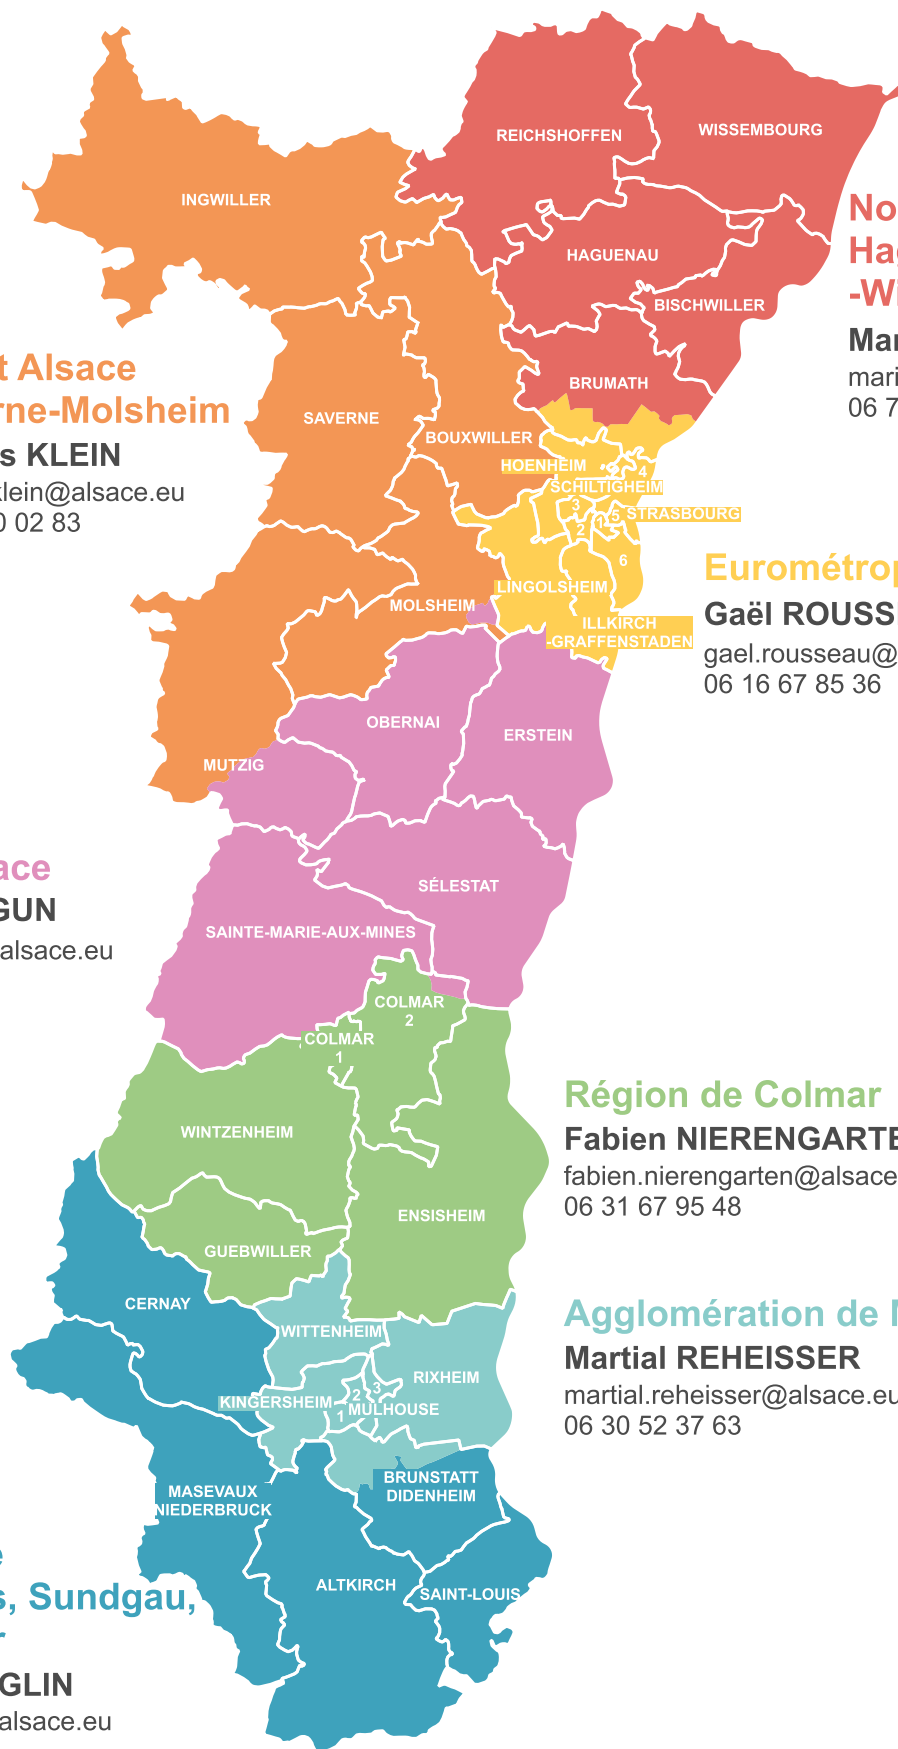 REICHSHOFFEN
WISSEMBOURG
INGWILLER
HAGUENAU
BISCHWILLER
BRUMATH
-Wi
06 7
t Alsace
rne-Molsheim
s KLEIN
klein@alsace.eu
0 02 83
SAVERNE
BOUXWILLER
HOENHEIM
4
SCHILTIGHEIM
3
5 STRASBOURG
1
2
6
LINGOLSHEIM
MOLSHEIM
ILLKIRCH
-GRAFFENSTADEN
Eurométrop
Gaël ROUSS
gael.rousseau@
06 16 67 85 36
OBERNAI
ERSTEIN
MUTZIG
ace
GUN
alsace.eu
SÉLESTAT
SAINTE-MARIE-AUX-MINES
COLMAR
2
COLMAR
1
WINTZENHEIM
ENSISHEIM
GUEBWILLER
Région de Colmar
Fabien NIERENGARTE
fabien.nierengarten@alsace
06 31 67 95 48
CERNAY
WITTENHEIM
RIXHEIM
KINGERSHEIM
2
3
1
MULHOUSE
Agglomération de
Martial REHEISSER
martial.reheisser@alsace.eu
06 30 52 37 63
MASEVAUX
NIEDERBRUCK
BRUNSTATT
DIDENHEIM
ALTKIRCH
SAINT-LOUIS
s, Sundgau,
r
GLIN
alsace.eu